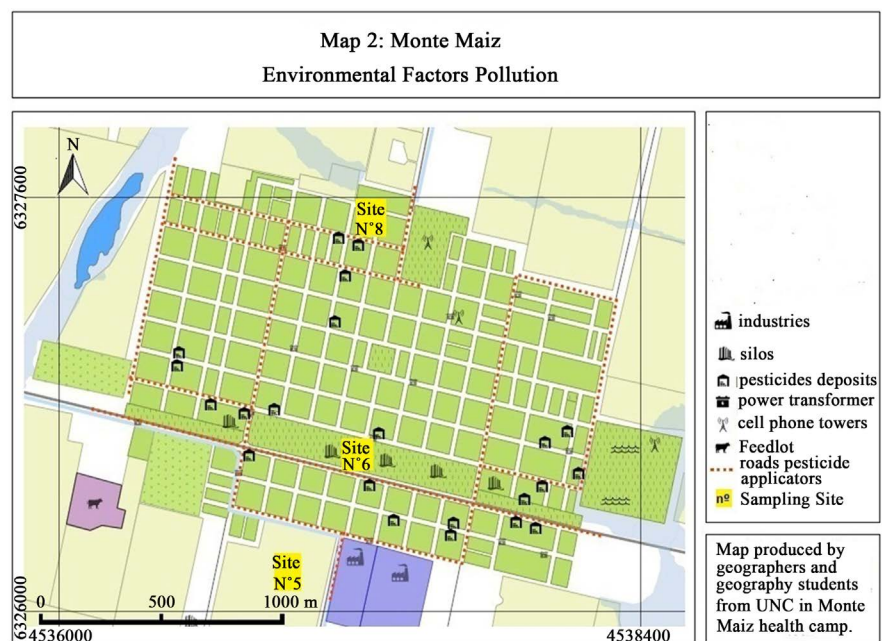 Map 2: Monte Maiz
Environmental Factors Pollution
N
6327600
6326000
Site
N°8
Site
N°6
Site
N°5
0 500 1000 m
4536000 4538400
industries
silos
pesticides deposits
power transformer
cell phone towers
Feedlot
roads pesticide
applicators
nº Sampling Site
Map produced by
geographers and
geography students
from UNC in Monte
Maiz health camp.